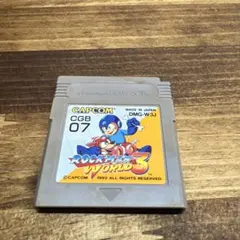 CAPCOM
CGB
07
MADE IN JAPAN
DMG-W3J
ROCKMAN
WORLD 3
©CAPCOM 1992 ALL RIGHTS RESERVED.